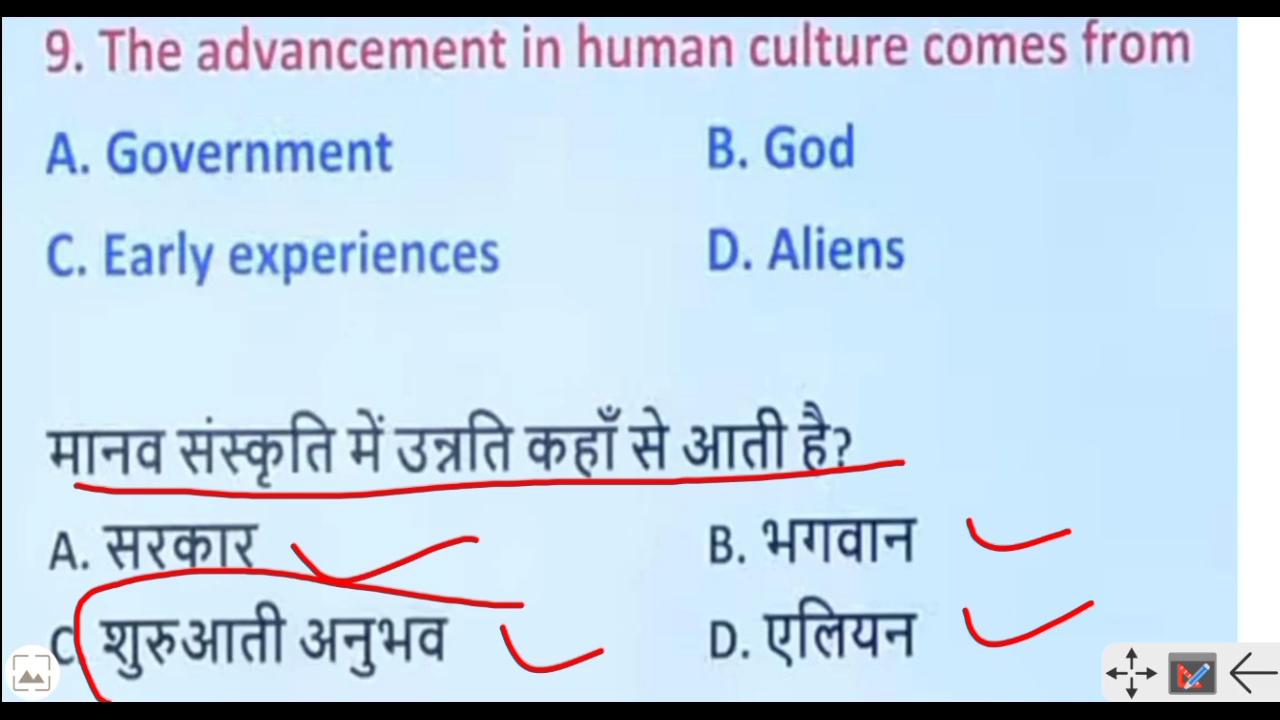 9. The advancement in human culture comes from
A. Government B. God
C. Early experiences D. Aliens
मानव संस्कृति में उन्नति कहाँ से आती है?
A. सरकार B. भगवान
C. शुरुआती अनुभव D. एलियन